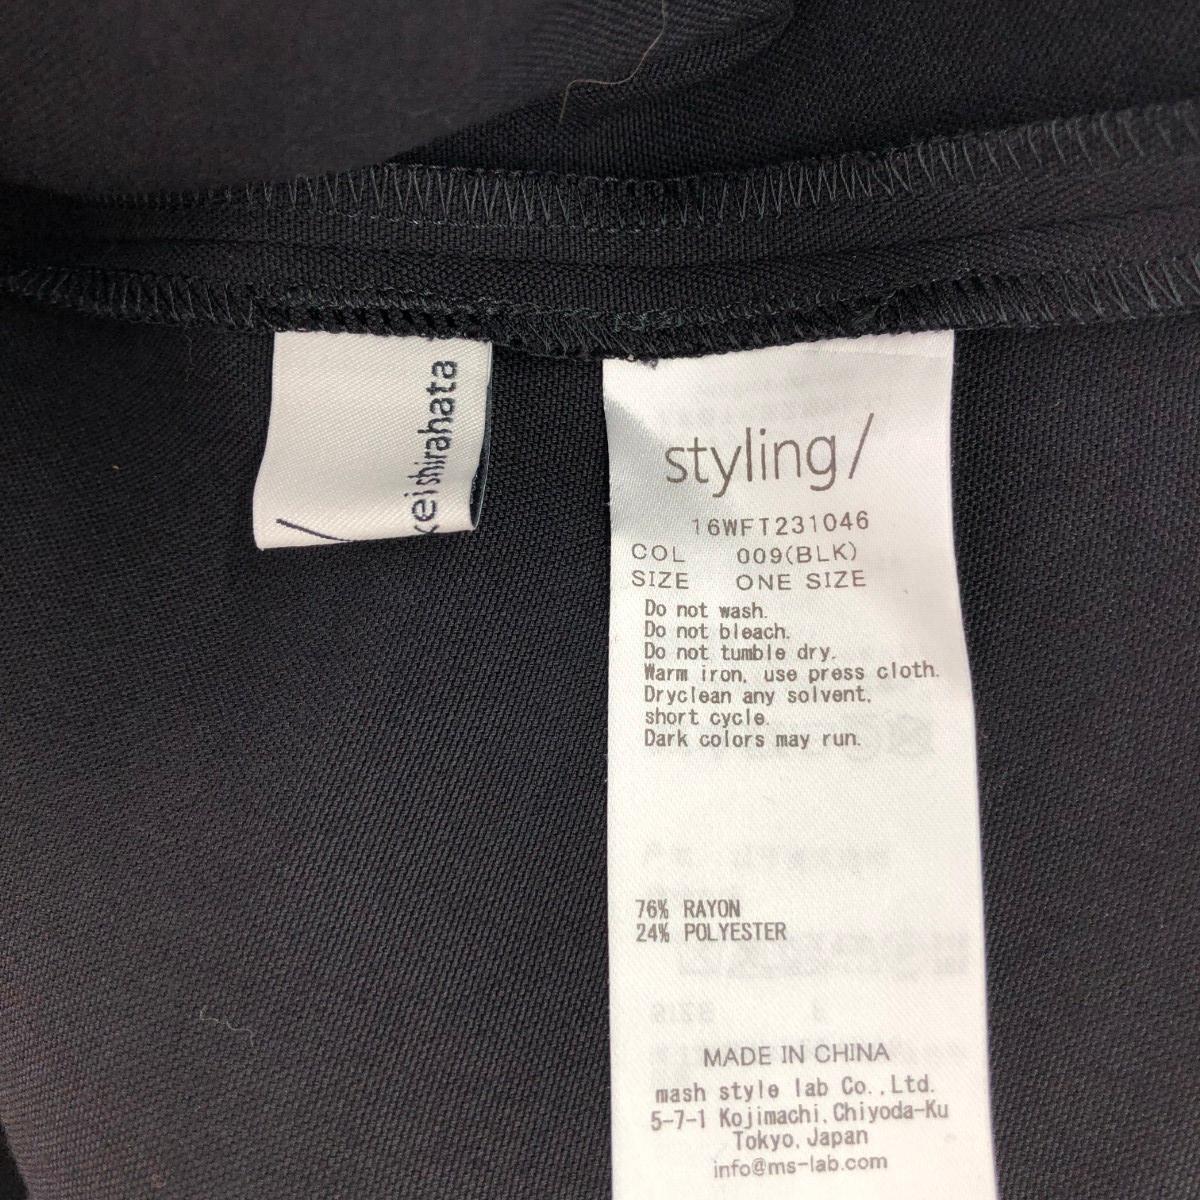 /
kei shirahata
styling/
16WFT231046
COL 009(BLK)
SIZE ONE SIZE
Do not wash.
Do not bleach.
Do not tumble dry.
Warm iron, use press cloth.
Dryclean any solvent,
short cycle.
Dark colors may run.
76% RAYON
24% POLYESTER
MADE IN CHINA
mash style lab Co.,Ltd.
5-7-1 Kojimachi,Chiyoda-Ku
Tokyo,Japan
info@ms-lab.com